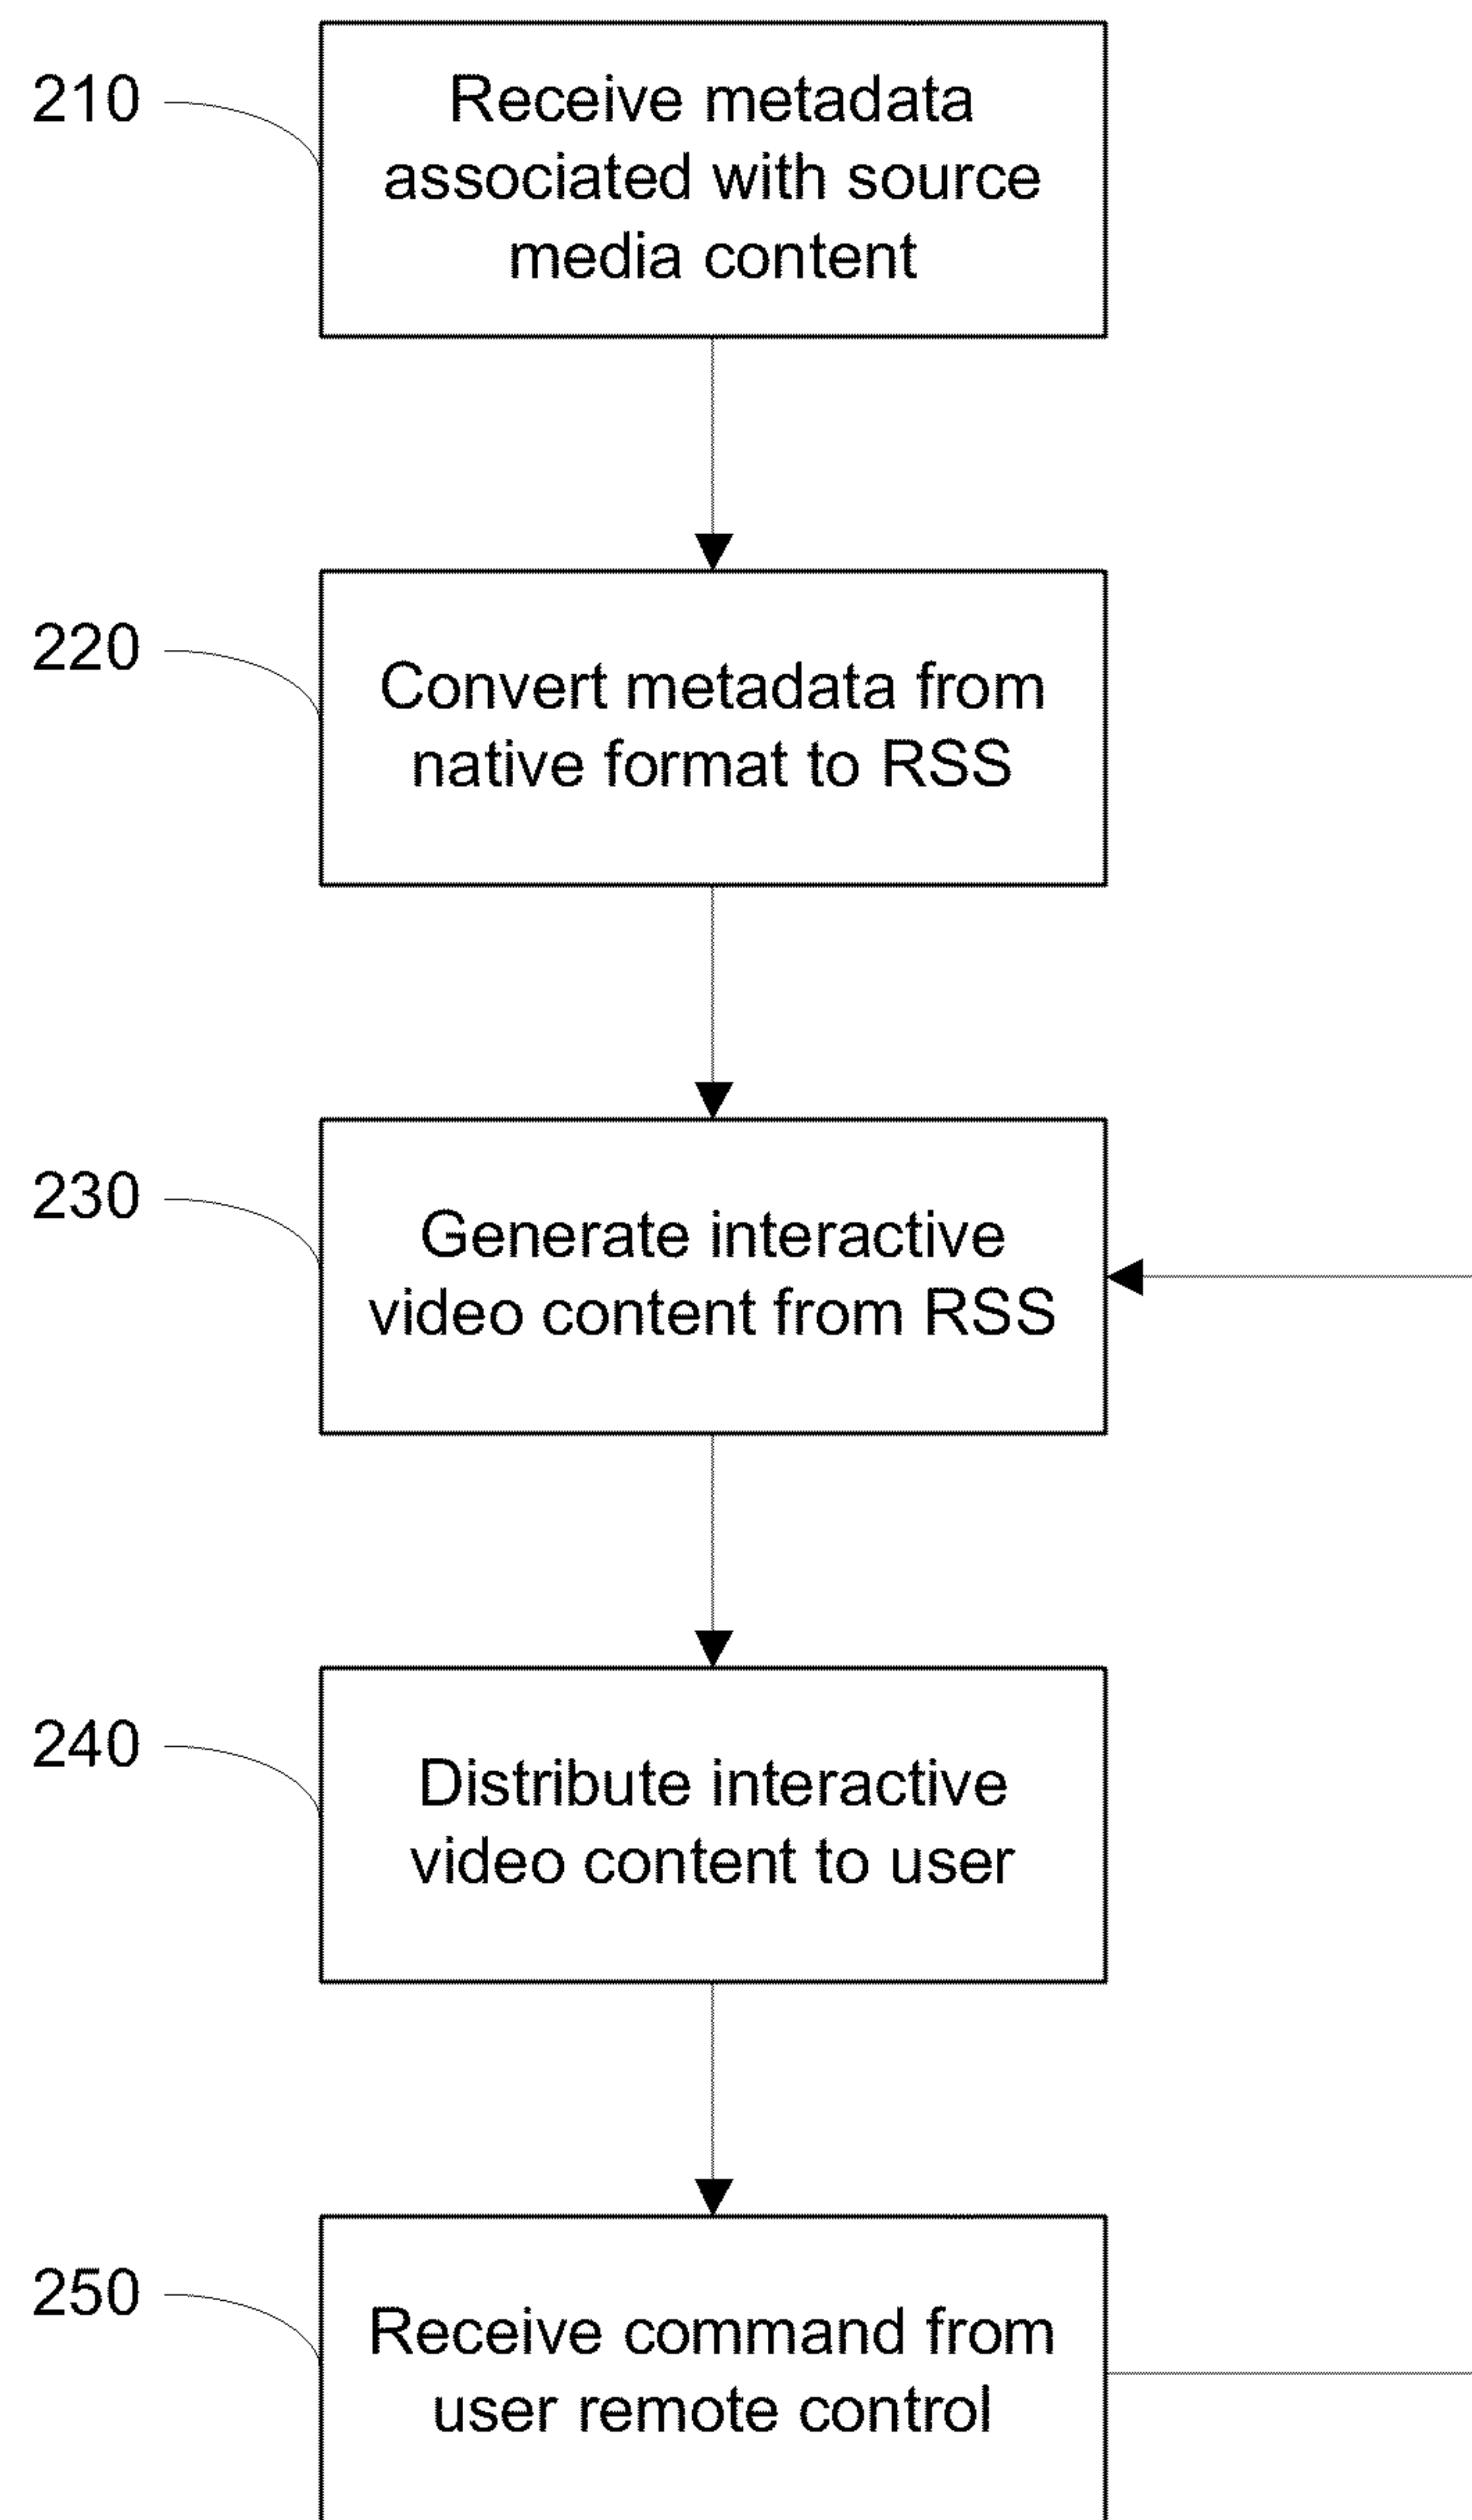 210
Receive metadata
associated with source
media content
220
Convert metadata from
native format to RSS
230
Generate interactive
video content from RSS
240
Distribute interactive
video content to user
250
Receive command from
user remote control